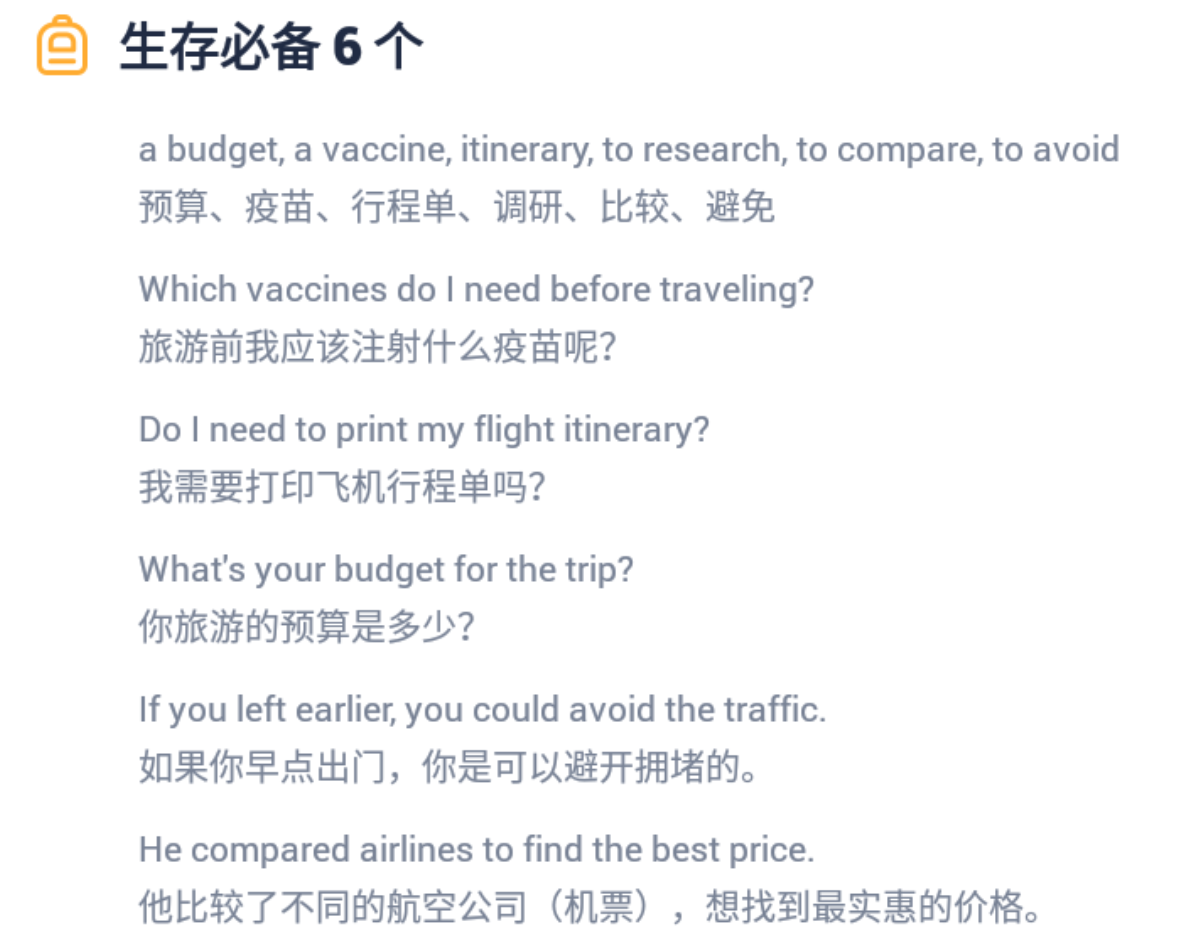 生存必备 6 个
a budget, a vaccine, itinerary, to research, to compare, to avoid
预算、疫苗、行程单、调研、比较、避免
Which vaccines do I need before traveling?
旅游前我应该注射什么疫苗呢？
Do I need to print my flight itinerary?
我需要打印飞机行程单吗？
What's your budget for the trip?
你旅游的预算是多少？
If you left earlier, you could avoid the traffic.
如果你早点出门，你是可以避开拥堵的。
He compared airlines to find the best price.
他比较了不同的航空公司（机票），想找到最实惠的价格。